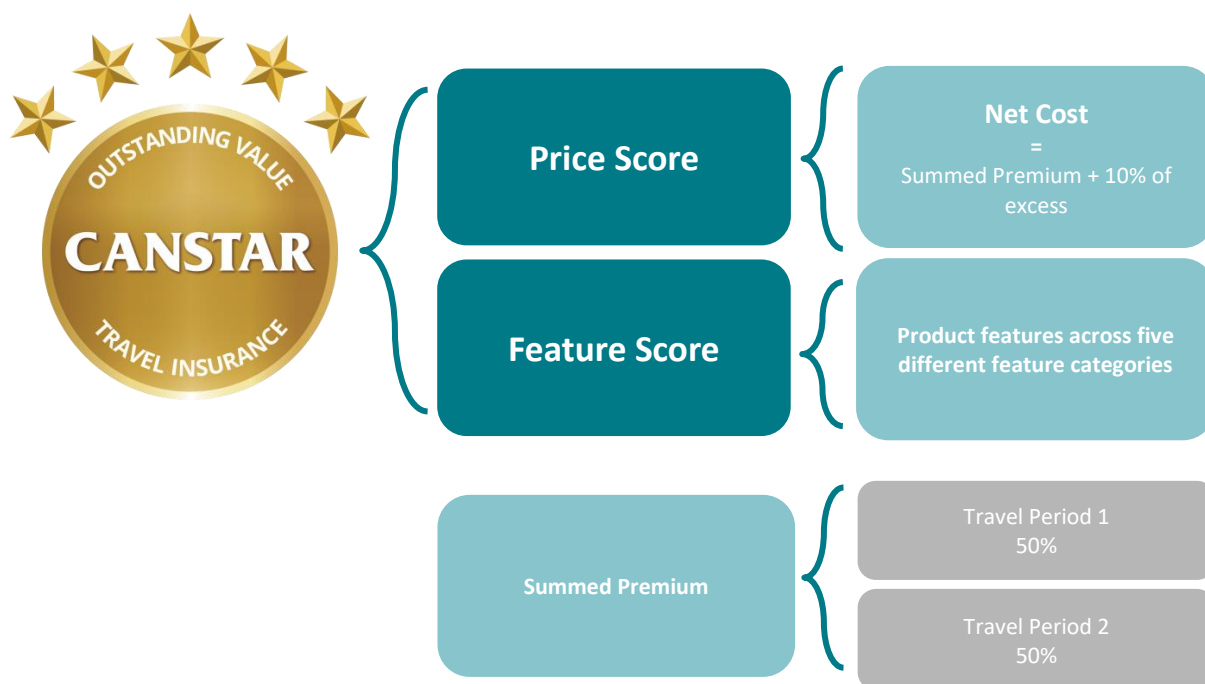 OUTSTANDING VALUE
CANSTAR
TRAVEL INSURANCE
Price Score
Net Cost
=
Summed Premium + 10% of
excess
Feature Score
Product features across five
different feature categories
Summed Premium
Travel Period 1
50%
Travel Period 2
50%